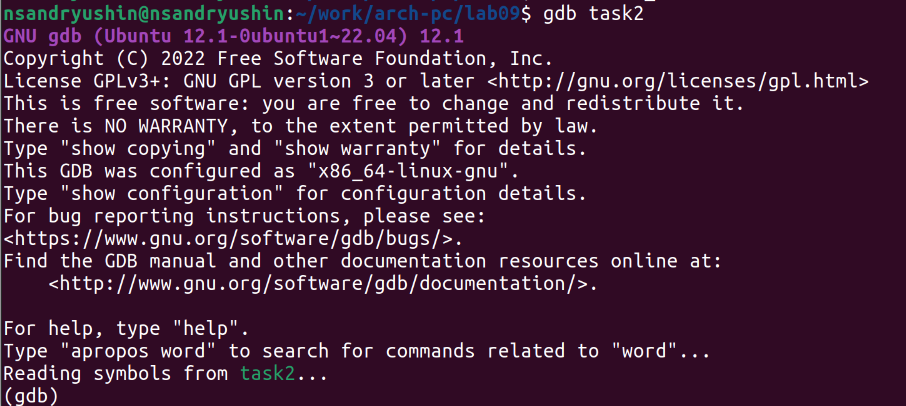 nsandryushin@nsandryushin:~/work/arch-pc/lab09$ gdb task2
GNU gdb (Ubuntu 12.1-0ubuntu1~22.04) 12.1
Copyright (C) 2022 Free Software Foundation, Inc.
License GPLv3+: GNU GPL version 3 or later <http://gnu.org/licenses/gpl.html>
This is free software: you are free to change and redistribute it.
There is NO WARRANTY, to the extent permitted by law.
Type "show copying" and "show warranty" for details.
This GDB was configured as "x86_64-linux-gnu".
Type "show configuration" for configuration details.
For bug reporting instructions, please see:
<https://www.gnu.org/software/gdb/bugs/>.
Find the GDB manual and other documentation resources online at:
    <http://www.gnu.org/software/gdb/documentation/>.

For help, type "help".
Type "apropos word" to search for commands related to "word"...
Reading symbols from task2...
(gdb)